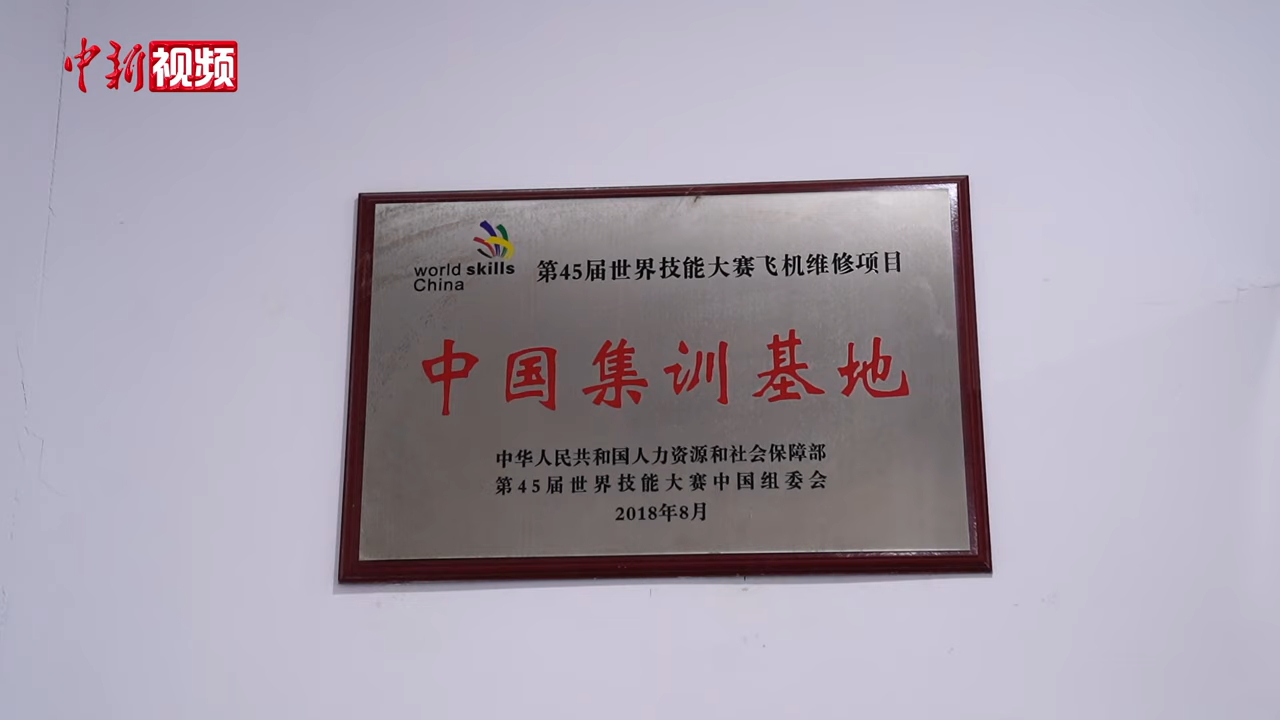 中新视频
world skills
China
第45届世界技能大赛飞机维修项目
中国集训基地
中华人民共和国人力资源和社会保障部
第45届世界技能大赛中国组委会
2018年8月